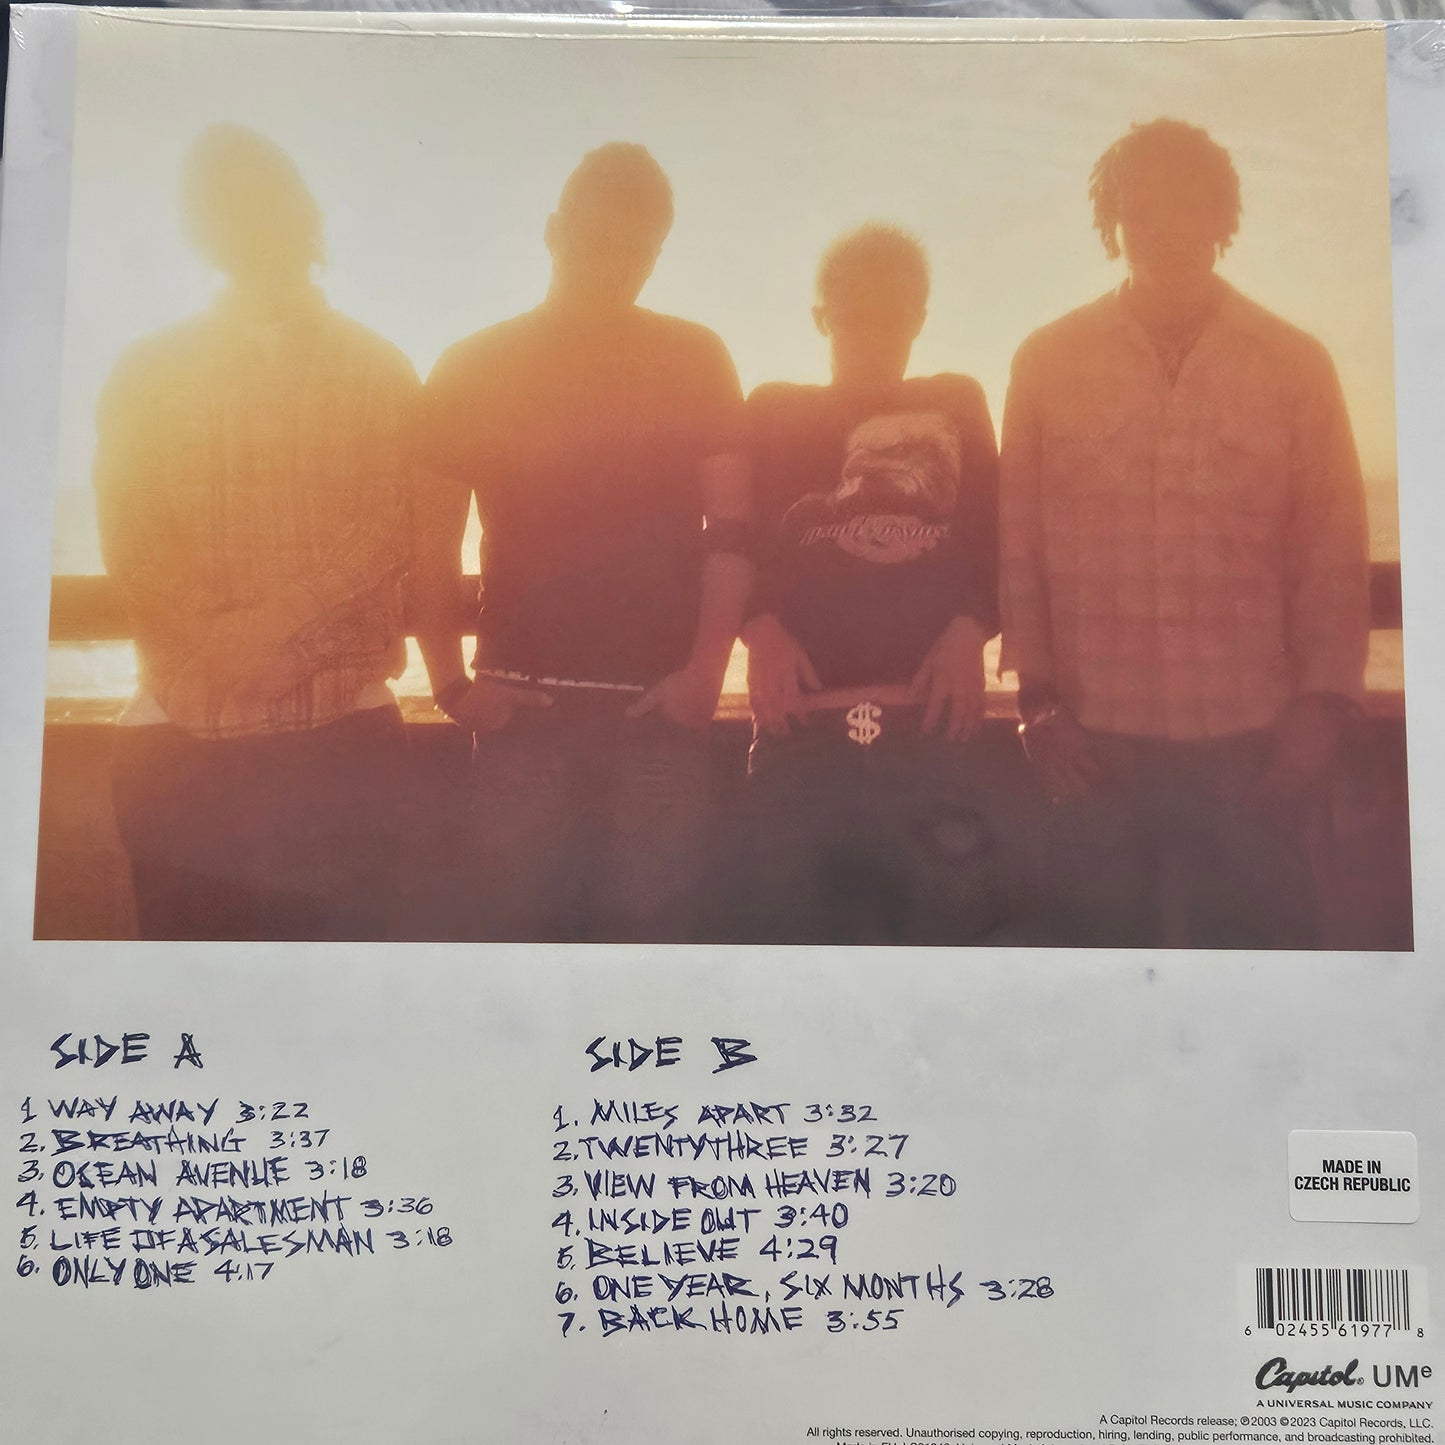 $
SIDE A
1 WAY AWAY 3:22
2. BREATHING 3:37
3. OCEAN AVENUE 3:18
4. EMPTY APARTMENT 3:36
5. LIFE OF A SALESMAN 3:18
6. ONLY ONE 4:17
SIDE B
1. MILES APART 3:32
2. TWENTYTHREE 3:27
3. VIEW FROM HEAVEN 3:20
4. INSIDE OUT 3:40
5. BELIEVE 4:29
6. ONE YEAR, SIX MONTHS 3:28
7. BACK HOME 3:55
MADE IN
CZECH REPUBLIC
6 02455 61977 8
Capitol® UMe
A UNIVERSAL MUSIC COMPANY
A Capitol Records release; ℗2003 ©2023 Capitol Records, LLC.
All rights reserved. Unauthorised copying, reproduction, hiring, lending, public performance, and broadcasting prohibited.